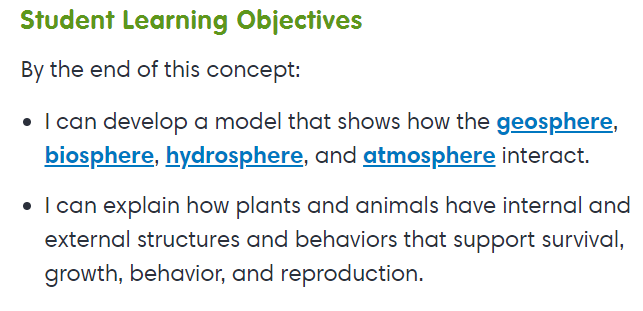 Student Learning Objectives
By the end of this concept:
• I can develop a model that shows how the geosphere,
biosphere, hydrosphere, and atmosphere interact.
• I can explain how plants and animals have internal and
external structures and behaviors that support survival,
growth, behavior, and reproduction.